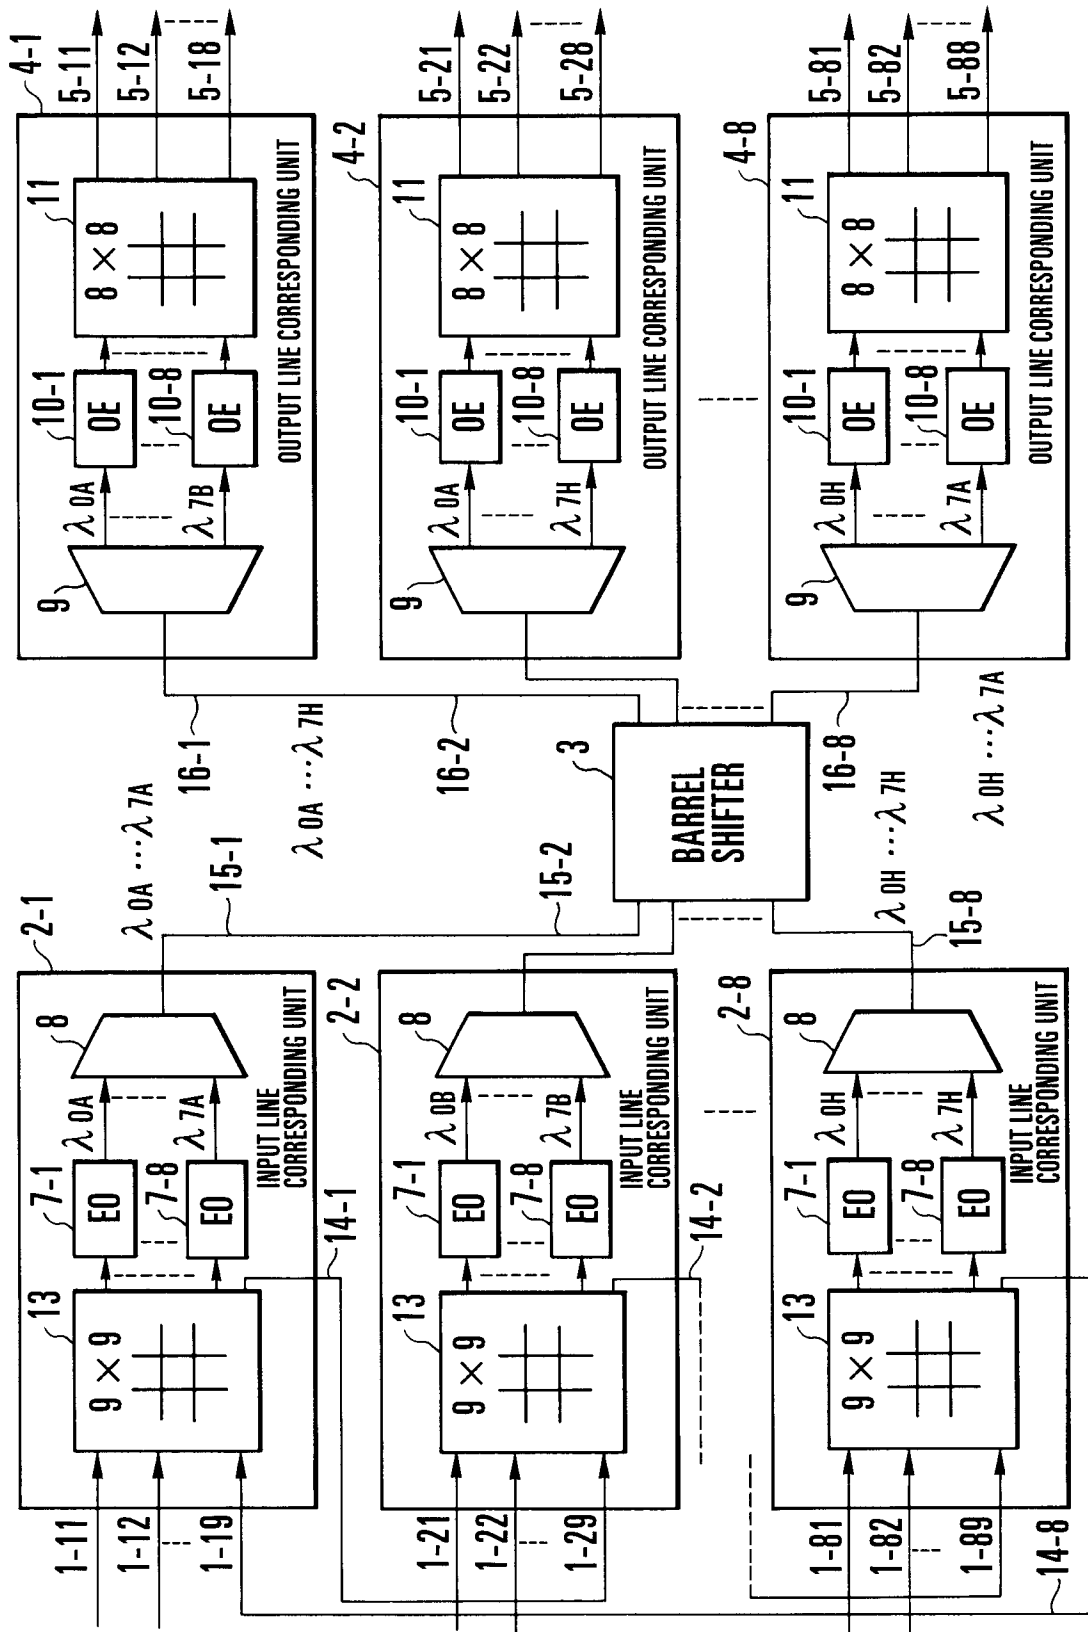 4-1
5-11
5-12
5-18
11
8 × 8
10-1
OE
10-8
OE
λ 0A
λ 7B
9
OUTPUT LINE CORRESPONDING UNIT
4-2
5-21
5-22
5-28
11
8 × 8
10-1
OE
10-8
OE
λ 0A
λ 7H
9
OUTPUT LINE CORRESPONDING UNIT
4-8
5-81
5-82
5-88
11
8 × 8
10-1
OE
10-8
OE
λ 0H
λ 7A
9
OUTPUT LINE CORRESPONDING UNIT
16-1
λ 0A ··· λ 7H
16-2
16-8
λ 0H ··· λ 7A
3
BARREL
SHIFTER
λ 0A ··· λ 7A
15-1
15-2
λ 0H ··· λ 7H
15-8
2-1
8
λ 0A
λ 7A
7-1
EO
7-8
EO
INPUT LINE
CORRESPONDING UNIT
13
9 × 9
14-1
1-11
1-12
1-19
2-2
8
λ 0B
λ 7B
7-1
EO
7-8
EO
INPUT LINE
CORRESPONDING UNIT
13
9 × 9
14-2
1-21
1-22
1-29
2-8
8
λ 0H
λ 7H
7-1
EO
7-8
EO
INPUT LINE
CORRESPONDING UNIT
13
9 × 9
1-81
1-82
1-89
14-8